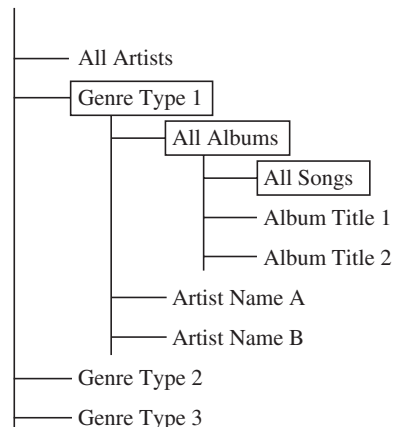 All Artists
Genre Type 1
All Albums
All Songs
Album Title 1
Album Title 2
Artist Name A
Artist Name B
Genre Type 2
Genre Type 3